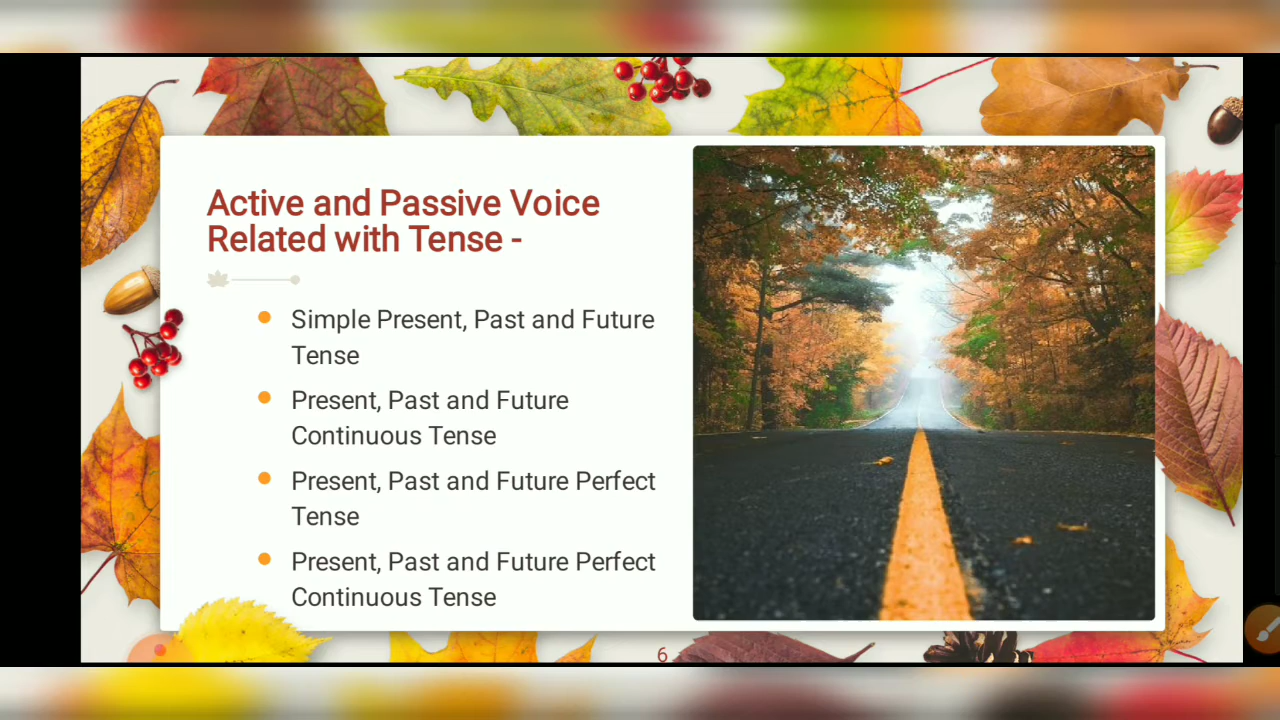 Active and Passive Voice
Related with Tense -
Simple Present, Past and Future
Tense
Present, Past and Future
Continuous Tense
Present, Past and Future Perfect
Tense
Present, Past and Future Perfect
Continuous Tense
6